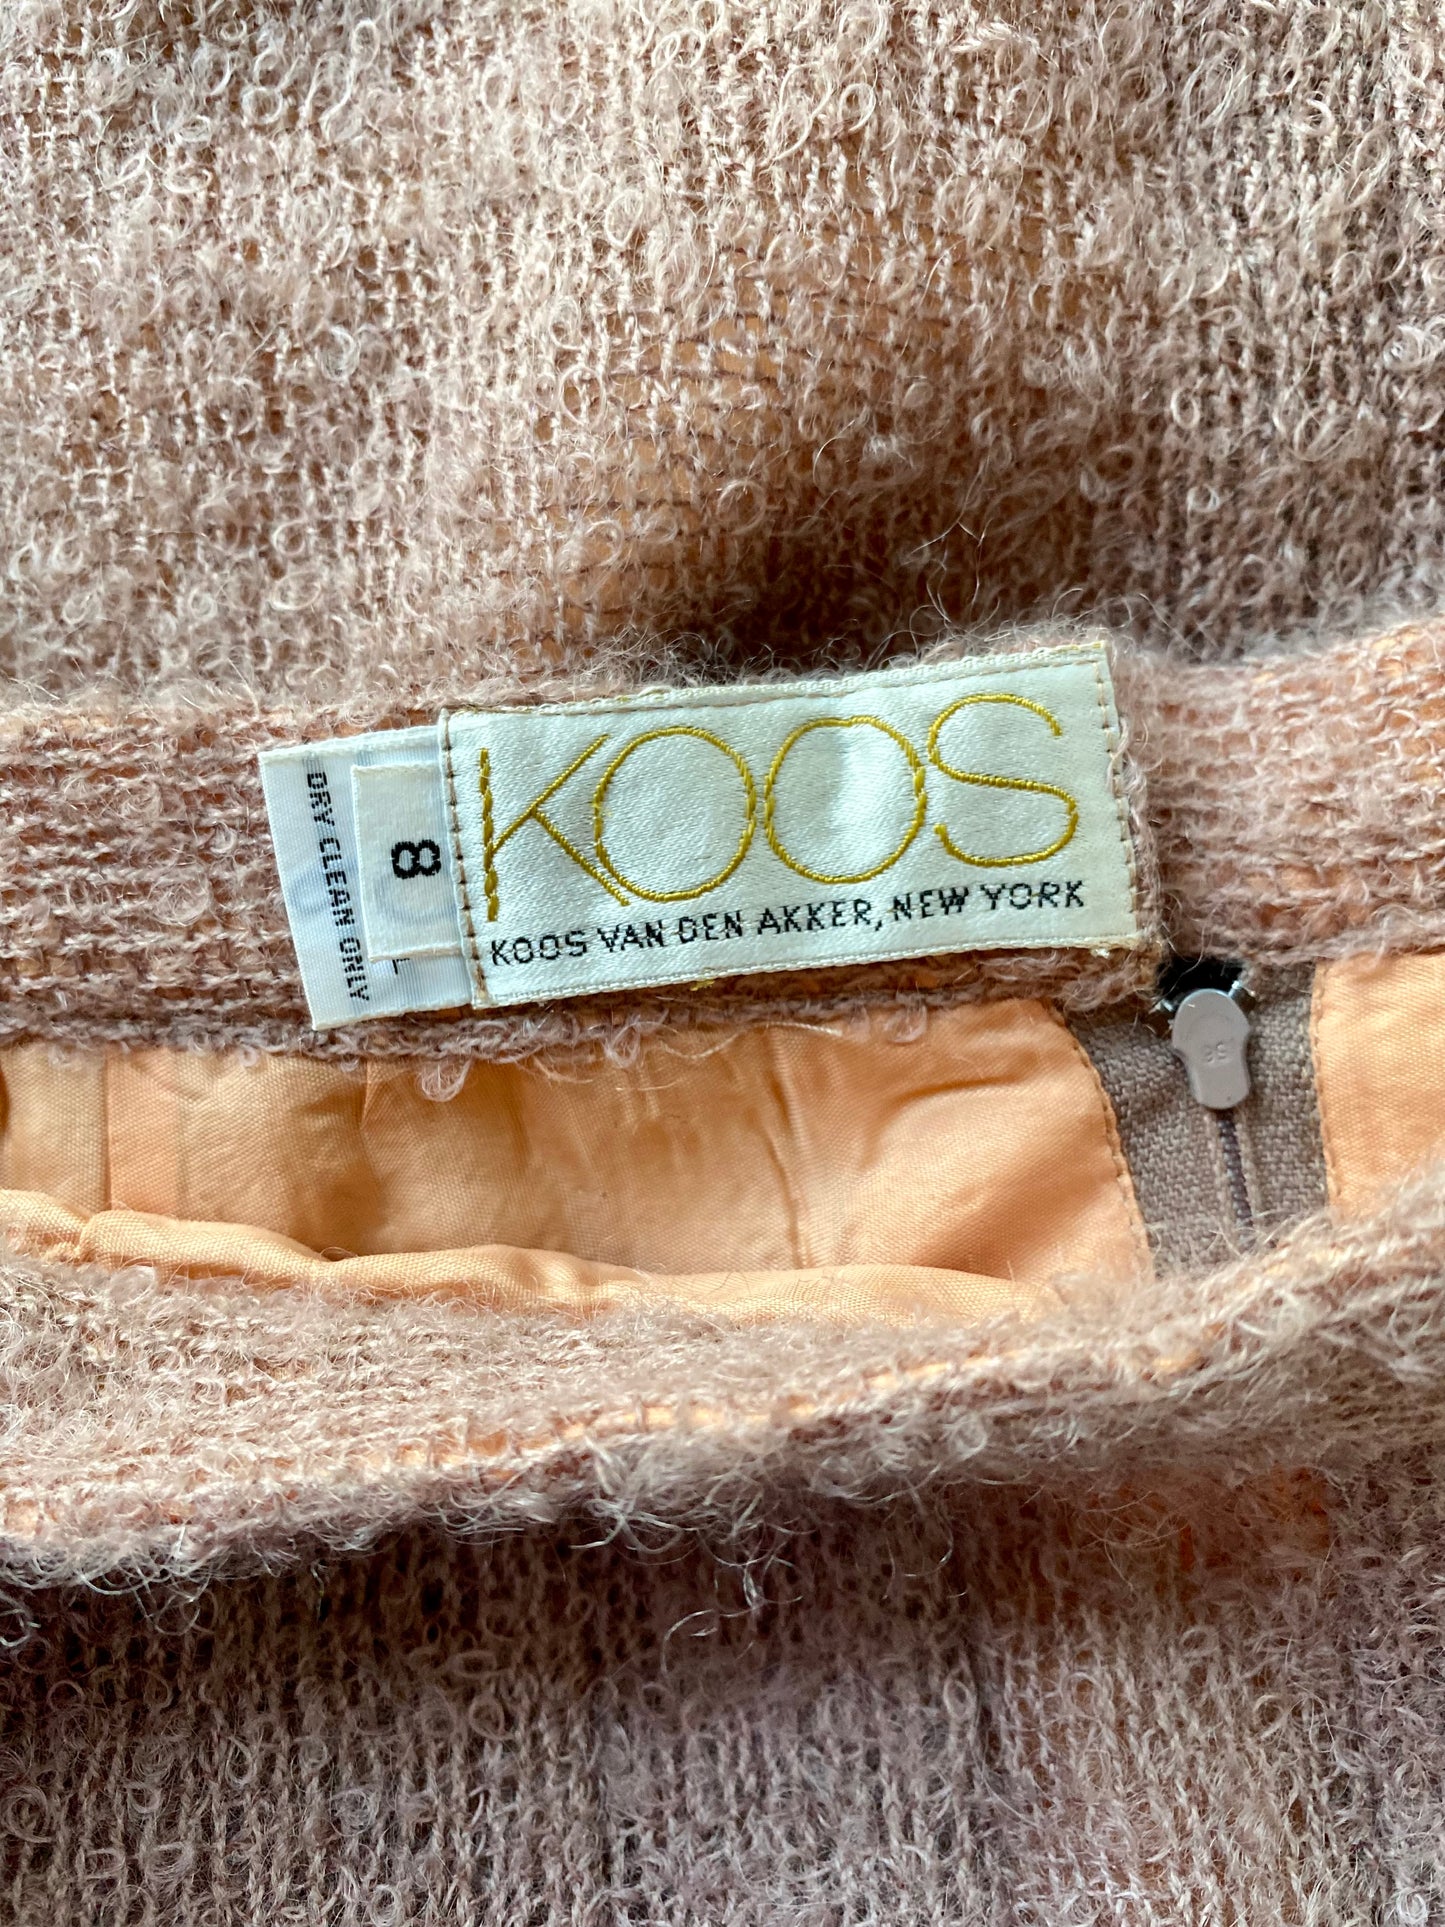 KOOS
KOOS VAN DEN AKKER, NEW YORK
8
DRY CLEAN ONLY